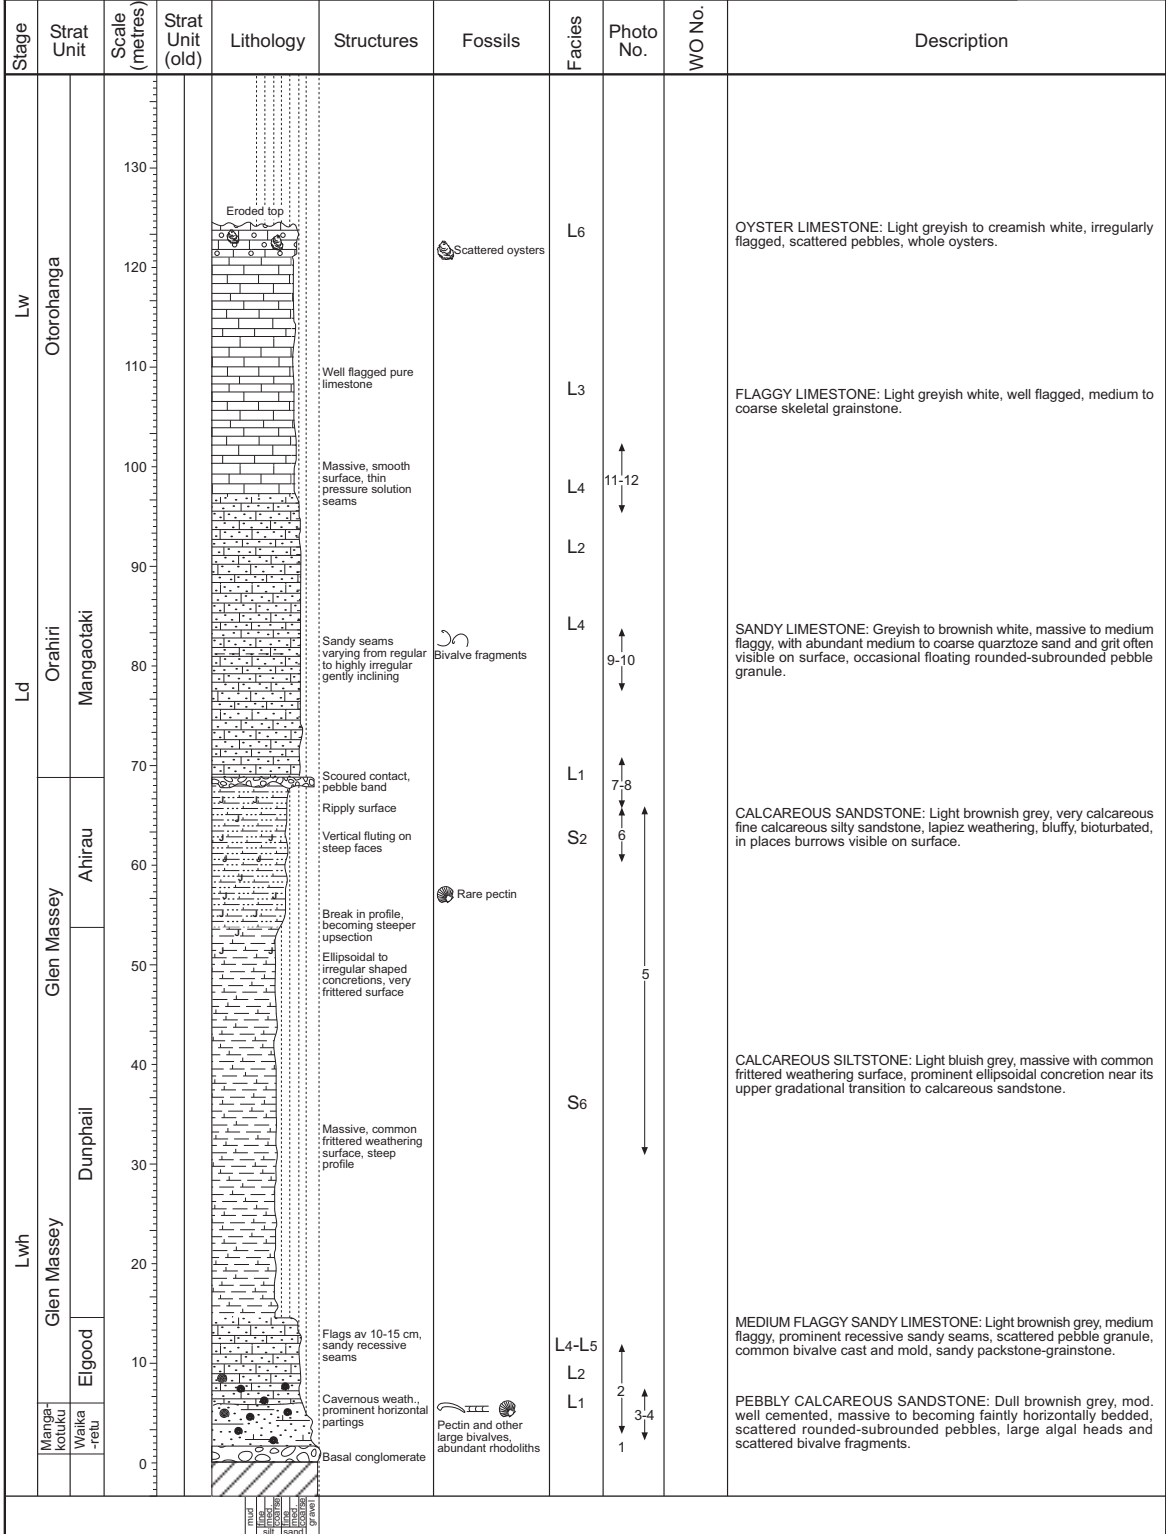 Stage
Strat
Unit
Scale
(metres)
Strat
Unit
(old)
Lithology
Structures
Fossils
Facies
Photo
No.
WO No.
Description
Lw
Ld
Lwh
Otorohanga
Orahiri
Glen Massey
Glen Massey
Manga-
kotuku
Mangaotaki
Ahirau
Dunphail
Elgood
Waika
-retu
130
120
110
100
90
80
70
60
50
40
30
20
10
0
Eroded top
Well flagged pure
limestone
Massive, smooth
surface, thin
pressure solution
seams
Sandy seams
varying from regular
to highly irregular
gently inclining
Scoured contact,
pebble band
Ripply surface
Vertical fluting on
steep faces
Break in profile,
becoming steeper
upsection
Ellipsoidal to
irregular shaped
concretions, very
frittered surface
Massive, common
frittered weathering
surface, steep
profile
Flags av 10-15 cm,
sandy recessive
seams
Cavernous weath.,
prominent horizontal
partings
Basal conglomerate
Scattered oysters
Bivalve fragments
Rare pectin
Pectin and other
large bivalves,
abundant rhodoliths
L6
L3
L4
L2
L4
L1
S2
S6
L4-L5
L2
L1
11-12
9-10
7-8
6
5
2
3-4
1
OYSTER LIMESTONE: Light greyish to creamish white, irregularly
flagged, scattered pebbles, whole oysters.
FLAGGY LIMESTONE: Light greyish white, well flagged, medium to
coarse skeletal grainstone.
SANDY LIMESTONE: Greyish to brownish white, massive to medium
flaggy, with abundant medium to coarse quarztoze sand and grit often
visible on surface, occasional floating rounded-subrounded pebble
granule.
CALCAREOUS SANDSTONE: Light brownish grey, very calcareous
fine calcareous silty sandstone, lapiez weathering, bluffy, bioturbated,
in places burrows visible on surface.
CALCAREOUS SILTSTONE: Light bluish grey, massive with common
frittered weathering surface, prominent ellipsoidal concretion near its
upper gradational transition to calcareous sandstone.
MEDIUM FLAGGY SANDY LIMESTONE: Light brownish grey, medium
flaggy, prominent recessive sandy seams, scattered pebble granule,
common bivalve cast and mold, sandy packstone-grainstone.
PEBBLY CALCAREOUS SANDSTONE: Dull brownish grey, mod.
well cemented, massive to becoming faintly horizontally bedded,
scattered rounded-subrounded pebbles, large algal heads and
scattered bivalve fragments.
mud
fine
med.
coarse
fine
med.
coarse
gravel
silt
sand